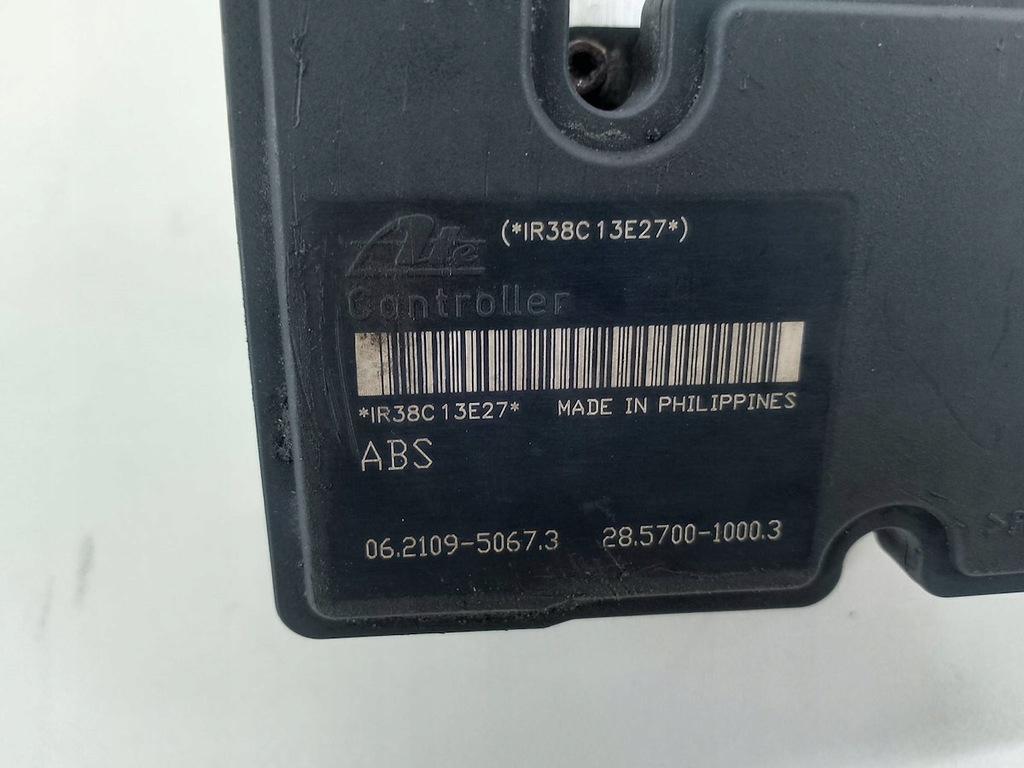 (*IR38C13E27*)
Ate
Controller
*IR38C13E27* MADE IN PHILIPPINES
ABS
06.2109-5067.3 28.5700-1000.3